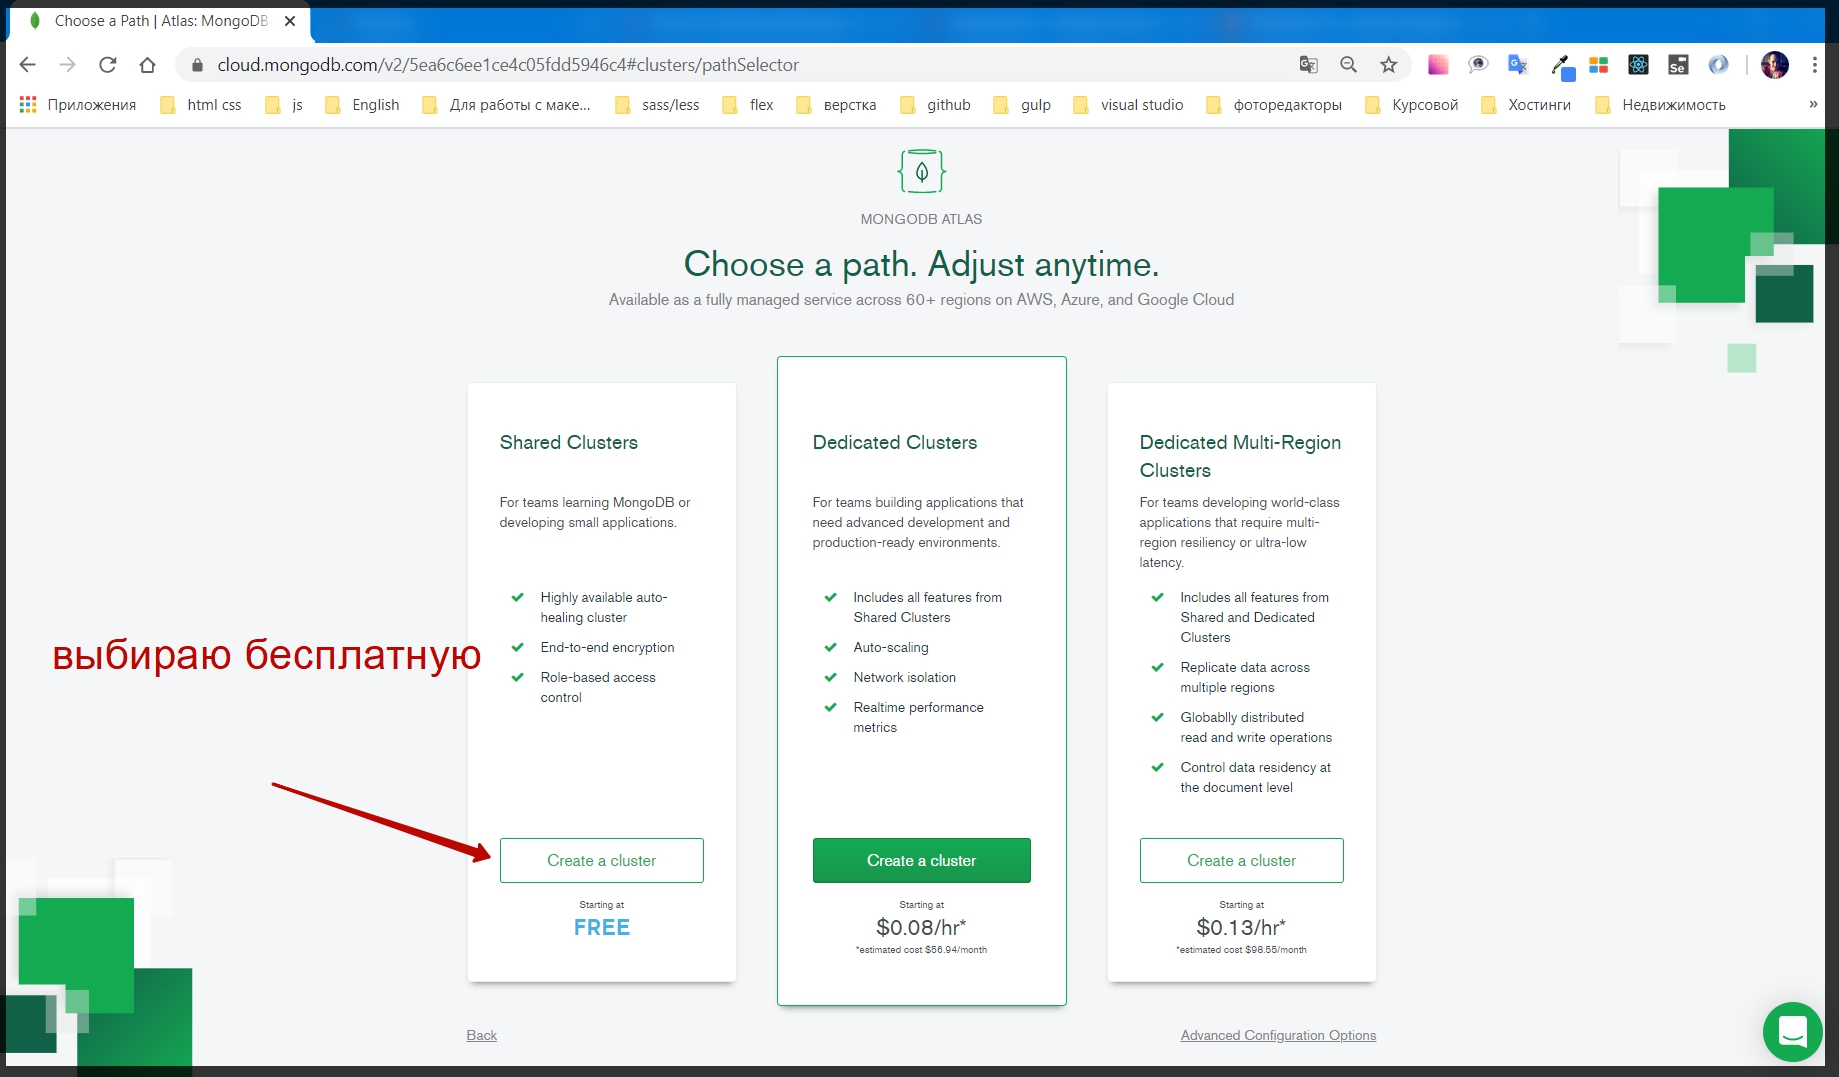 Choose a Path | Atlas: MongoDB
cloud.mongodb.com/v2/5ea6c6ee1ce4c05fdd5946c4#clusters/pathSelector
Приложения html css js English Для работы с маке... sass/less flex верстка github gulp visual studio фоторедакторы Курсовой Хостинги Недвижимость »
MONGODB ATLAS
Choose a path. Adjust anytime.
Available as a fully managed service across 60+ regions on AWS, Azure, and Google Cloud
Shared Clusters
For teams learning MongoDB or
developing small applications.
Highly available auto-
healing cluster
End-to-end encryption
Role-based access
control
Create a cluster
Starting at
FREE
Dedicated Clusters
For teams building applications that
need advanced development and
production-ready environments.
Includes all features from
Shared Clusters
Auto-scaling
Network isolation
Realtime performance
metrics
Create a cluster
Starting at
$0.08/hr*
*estimated cost $56.94/month
Dedicated Multi-Region
Clusters
For teams developing world-class
applications that require multi-
region resiliency or ultra-low
latency.
Includes all features from
Shared and Dedicated
Clusters
Replicate data across
multiple regions
Globablly distributed
read and write operations
Control data residency at
the document level
Create a cluster
Starting at
$0.13/hr*
*estimated cost $98.55/month
выбираю бесплатную
Back
Advanced Configuration Options